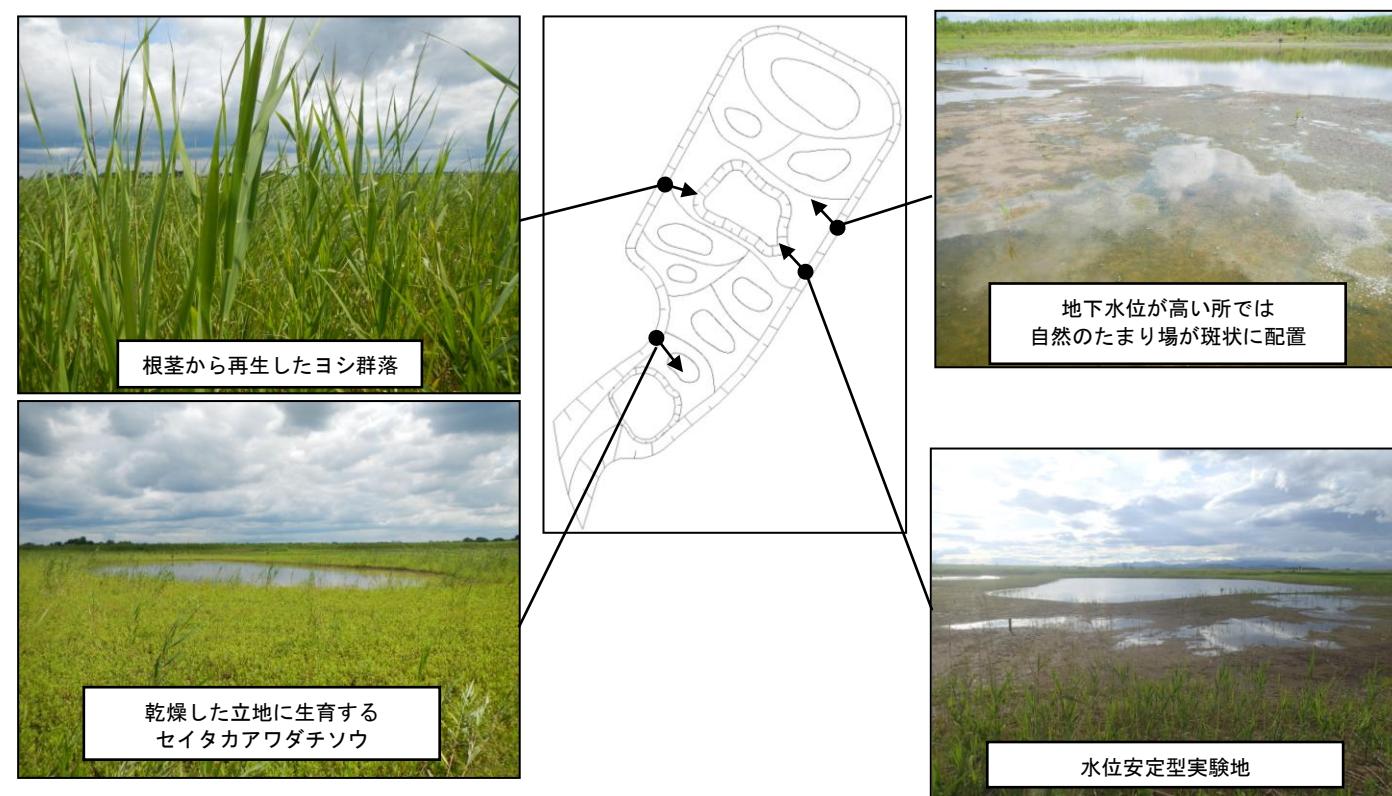 根茎から再生したヨシ群落
地下水位が高い所では
自然のたまり場が斑状に配置
乾燥した立地に生育する
セイタカアワダチソウ
水位安定型実験地